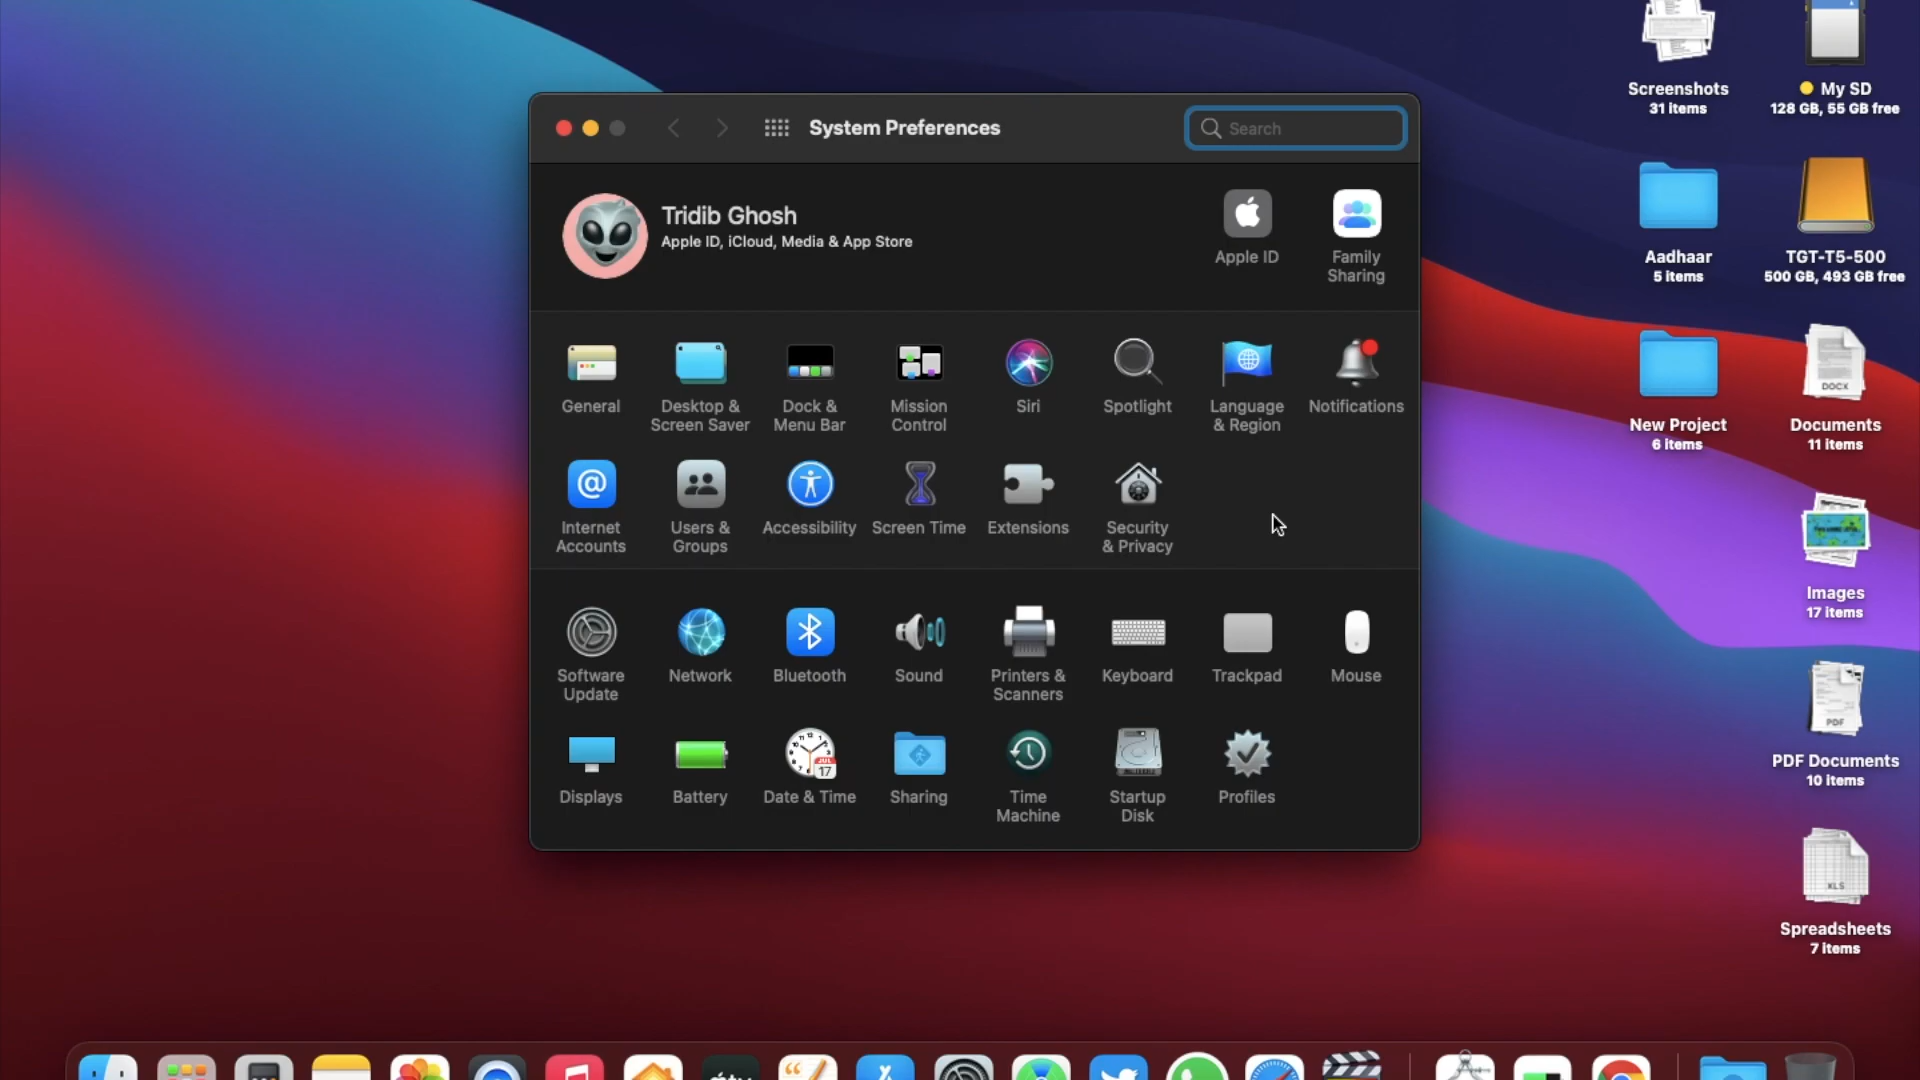 System Preferences
Search
Tridib Ghosh
Apple ID, iCloud, Media & App Store
Apple ID
Family
Sharing
General
Desktop &
Screen Saver
Dock &
Menu Bar
Mission
Control
Siri
Spotlight
Language
& Region
Notifications
@
Internet
Accounts
Users &
Groups
Accessibility
Screen Time
Extensions
Security
& Privacy
Software
Update
Network
Bluetooth
Sound
Printers &
Scanners
Keyboard
Trackpad
Mouse
Displays
Battery
JUL
17
Date & Time
Sharing
Time
Machine
Startup
Disk
Profiles
Screenshots
31 items
My SD
128 GB, 55 GB free
Aadhaar
5 items
TGT-T5-500
500 GB, 493 GB free
New Project
6 items
DOCX
Documents
11 items
Images
17 items
PDF
PDF Documents
10 items
XLS
Spreadsheets
7 items